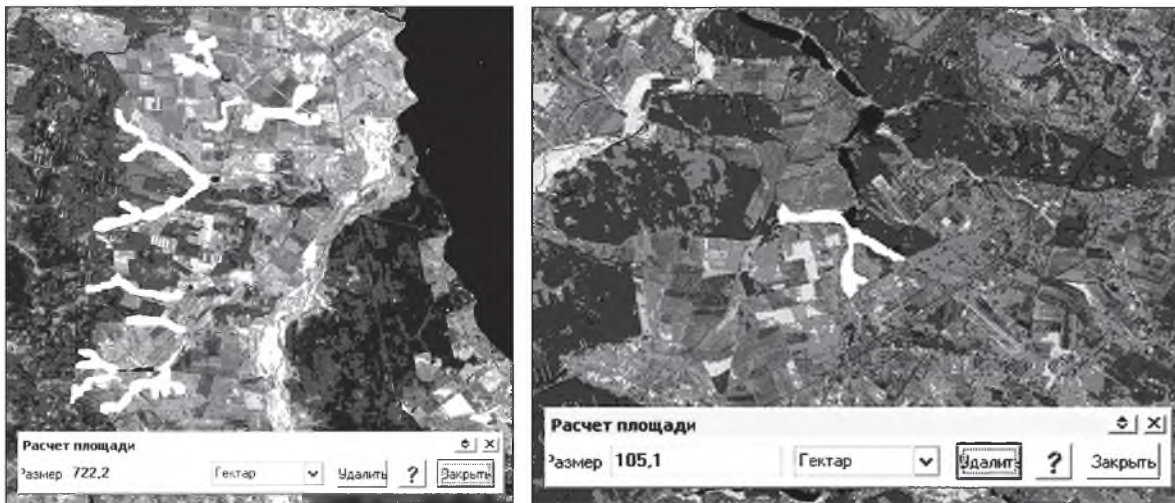 Расчет площади
Размер 722,2 Гектар Удалить ? Закрыть
Расчет площади
Размер 105,1 Гектар Удалить ? Закрыть